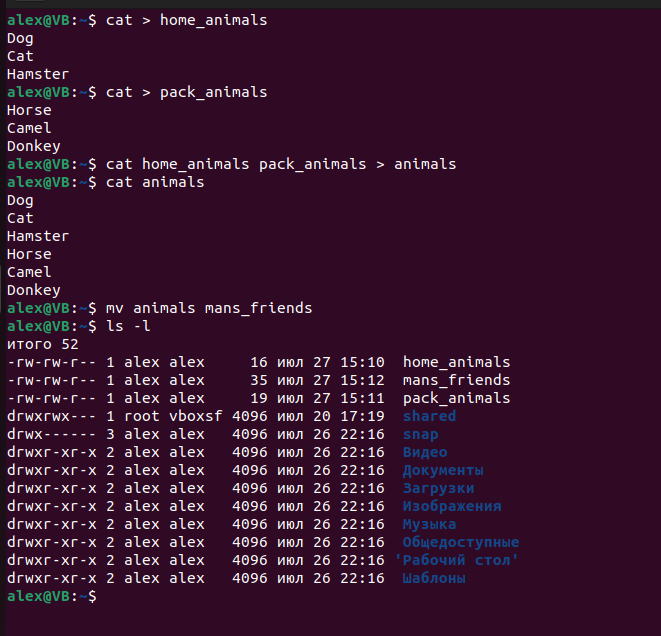 alex@VB:~$ cat > home_animals
Dog
Cat
Hamster
alex@VB:~$ cat > pack_animals
Horse
Camel
Donkey
alex@VB:~$ cat home_animals pack_animals > animals
alex@VB:~$ cat animals
Dog
Cat
Hamster
Horse
Camel
Donkey
alex@VB:~$ mv animals mans_friends
alex@VB:~$ ls -l
итого 52
-rw-rw-r-- 1 alex alex     16 июл 27 15:10  home_animals
-rw-rw-r-- 1 alex alex     35 июл 27 15:12  mans_friends
-rw-rw-r-- 1 alex alex     19 июл 27 15:11  pack_animals
drwxrwx--- 1 root vboxsf 4096 июл 20 17:19  shared
drwx------ 3 alex alex   4096 июл 26 22:16  snap
drwxr-xr-x 2 alex alex   4096 июл 26 22:16  Видео
drwxr-xr-x 2 alex alex   4096 июл 26 22:16  Документы
drwxr-xr-x 2 alex alex   4096 июл 26 22:16  Загрузки
drwxr-xr-x 2 alex alex   4096 июл 26 22:16  Изображения
drwxr-xr-x 2 alex alex   4096 июл 26 22:16  Музыка
drwxr-xr-x 2 alex alex   4096 июл 26 22:16  Общедоступные
drwxr-xr-x 2 alex alex   4096 июл 26 22:16 'Рабочий стол'
drwxr-xr-x 2 alex alex   4096 июл 26 22:16  Шаблоны
alex@VB:~$